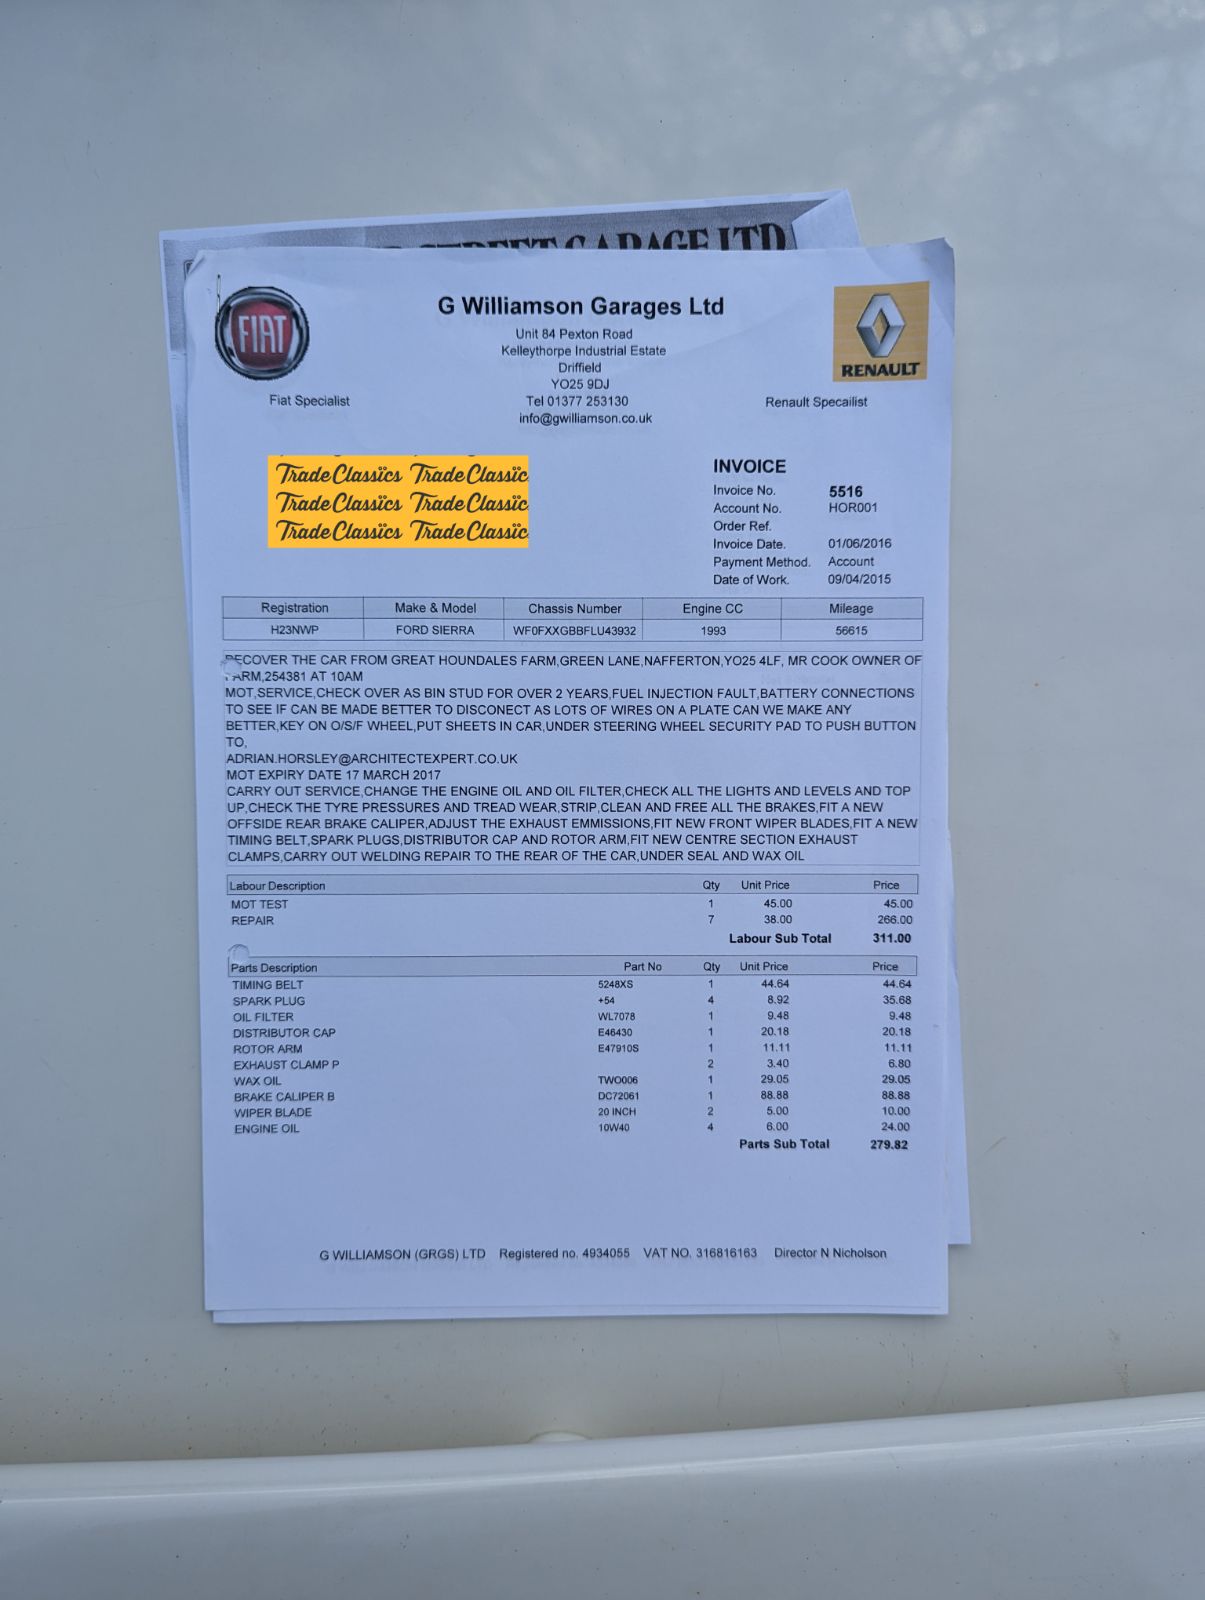 STREET GARAGE LTD
G Williamson Garages Ltd
Unit 84 Pexton Road
Kelleythorpe Industrial Estate
Driffield
YO25 9DJ
Tel 01377 253130
info@gwilliamson.co.uk
FIAT
Fiat Specialist
RENAULT
Renault Specailist
TradeClassïcs TradeClassïc
TradeClassïcs TradeClassïc
TradeClassïcs TradeClassïc
INVOICE
Invoice No. 5516
Account No. HOR001
Order Ref.
Invoice Date. 01/06/2016
Payment Method. Account
Date of Work. 09/04/2015
Registration Make & Model Chassis Number Engine CC Mileage
H23NWP FORD SIERRA WF0FXXGBBFLU43932 1993 56615
RECOVER THE CAR FROM GREAT HOUNDALES FARM,GREEN LANE,NAFFERTON,YO25 4LF, MR COOK OWNER OF
FARM,254381 AT 10AM
MOT,SERVICE,CHECK OVER AS BIN STUD FOR OVER 2 YEARS,FUEL INJECTION FAULT,BATTERY CONNECTIONS
TO SEE IF CAN BE MADE BETTER TO DISCONECT AS LOTS OF WIRES ON A PLATE CAN WE MAKE ANY
BETTER,KEY ON O/S/F WHEEL,PUT SHEETS IN CAR,UNDER STEERING WHEEL SECURITY PAD TO PUSH BUTTON
TO,
ADRIAN.HORSLEY@ARCHITECTEXPERT.CO.UK
MOT EXPIRY DATE 17 MARCH 2017
CARRY OUT SERVICE,CHANGE THE ENGINE OIL AND OIL FILTER,CHECK ALL THE LIGHTS AND LEVELS AND TOP
UP,CHECK THE TYRE PRESSURES AND TREAD WEAR,STRIP,CLEAN AND FREE ALL THE BRAKES,FIT A NEW
OFFSIDE REAR BRAKE CALIPER,ADJUST THE EXHAUST EMMISSIONS,FIT NEW FRONT WIPER BLADES,FIT A NEW
TIMING BELT,SPARK PLUGS,DISTRIBUTOR CAP AND ROTOR ARM,FIT NEW CENTRE SECTION EXHAUST
CLAMPS,CARRY OUT WELDING REPAIR TO THE REAR OF THE CAR,UNDER SEAL AND WAX OIL
Labour Description Qty Unit Price Price
MOT TEST 1 45.00 45.00
REPAIR 7 38.00 266.00
Labour Sub Total 311.00
Parts Description Part No Qty Unit Price Price
TIMING BELT 5248XS 1 44.64 44.64
SPARK PLUG +54 4 8.92 35.68
OIL FILTER WL7078 1 9.48 9.48
DISTRIBUTOR CAP E46430 1 20.18 20.18
ROTOR ARM E47910S 1 11.11 11.11
EXHAUST CLAMP P 2 3.40 6.80
WAX OIL TWO006 1 29.05 29.05
BRAKE CALIPER B DC72061 1 88.88 88.88
WIPER BLADE 20 INCH 2 5.00 10.00
ENGINE OIL 10W40 4 6.00 24.00
Parts Sub Total 279.82
G WILLIAMSON (GRGS) LTD Registered no. 4934055 VAT NO. 316816163 Director N Nicholson